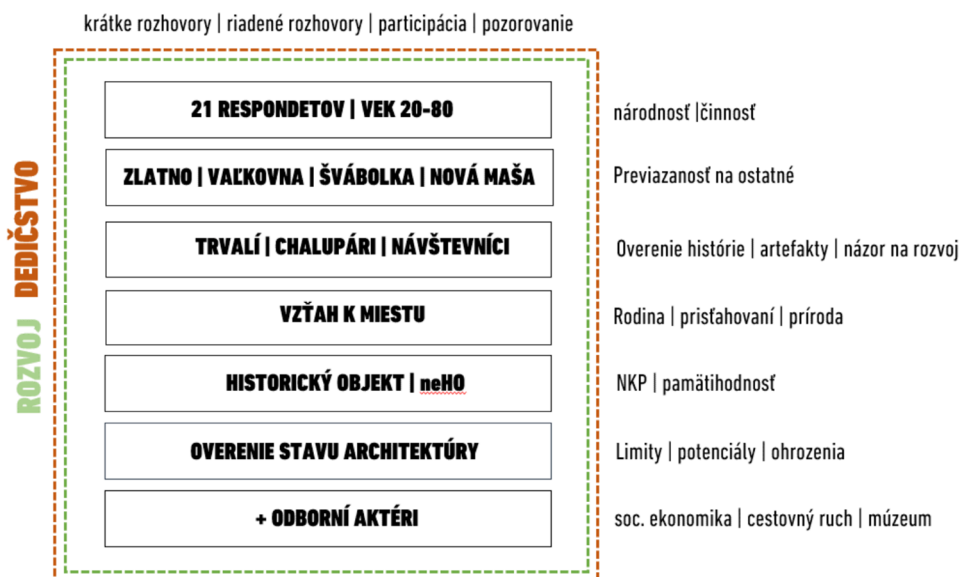 krátke rozhovory | riadené rozhovory | participácia | pozorovanie
21 RESPONDETOV | VEK 20-80
národnosť |činnosť
ZLATNO | VAĽKOVNA | ŠVÁBOLKA | NOVÁ MAŠA
Previazanosť na ostatné
TRVALÍ | CHALUPÁRI | NÁVŠTEVNÍCI
Overenie histórie | artefakty | názor na rozvoj
VZŤAH K MIESTU
Rodina | prisťahovaní | príroda
HISTORICKÝ OBJEKT | neHO
NKP | pamätihodnosť
OVERENIE STAVU ARCHITEKTÚRY
Limity | potenciály | ohrozenia
+ ODBORNÍ AKTÉRI
soc. ekonomika | cestovný ruch | múzeum
ROZVOJ DEDIČSTVO